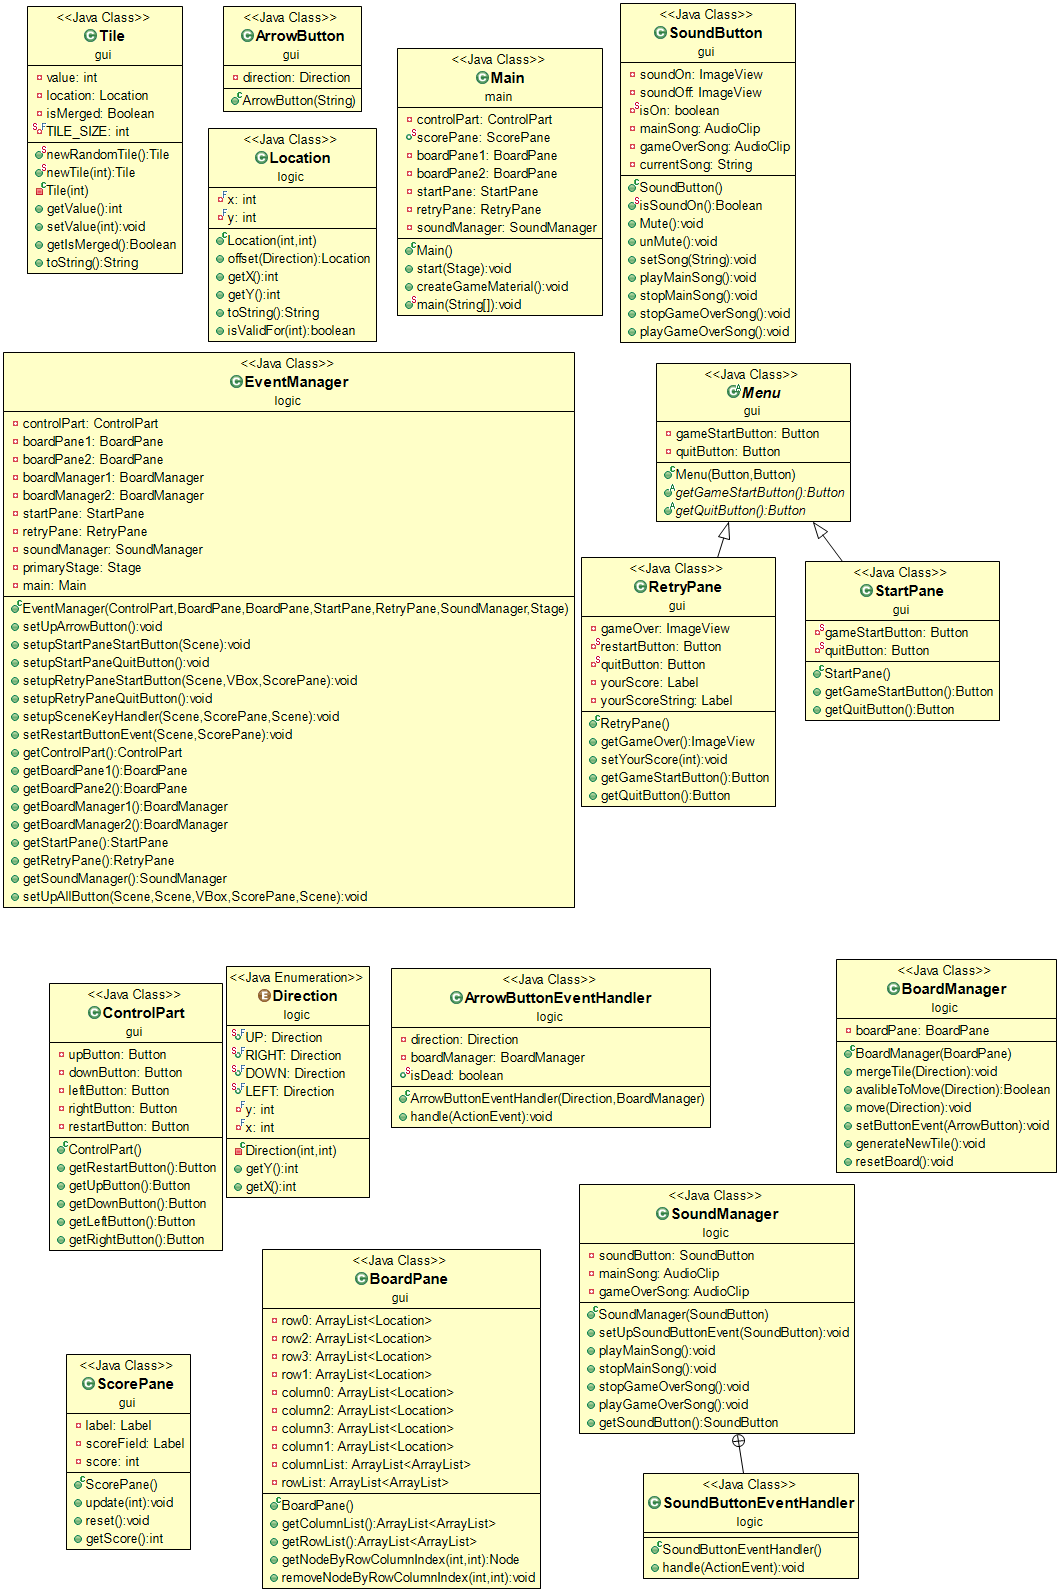 <<Java Class>>
Tile
gui
value: int
location: Location
isMerged: Boolean
TILE_SIZE: int
newRandomTile():Tile
newTile(int):Tile
Tile(int)
getValue():int
setValue(int):void
getIsMerged():Boolean
toString():String
<<Java Class>>
ArrowButton
gui
direction: Direction
ArrowButton(String)
<<Java Class>>
Location
logic
x: int
y: int
Location(int,int)
offset(Direction):Location
getX():int
getY():int
toString():String
isValidFor(int):boolean
<<Java Class>>
Main
main
controlPart: ControlPart
scorePane: ScorePane
boardPane1: BoardPane
boardPane2: BoardPane
startPane: StartPane
retryPane: RetryPane
soundManager: SoundManager
Main()
start(Stage):void
createGameMaterial():void
main(String[]):void
<<Java Class>>
SoundButton
gui
soundOn: ImageView
soundOff: ImageView
isOn: boolean
mainSong: AudioClip
gameOverSong: AudioClip
currentSong: String
SoundButton()
isSoundOn():Boolean
Mute():void
unMute():void
setSong(String):void
playMainSong():void
stopMainSong():void
stopGameOverSong():void
playGameOverSong():void
<<Java Class>>
EventManager
logic
controlPart: ControlPart
boardPane1: BoardPane
boardPane2: BoardPane
boardManager1: BoardManager
boardManager2: BoardManager
startPane: StartPane
retryPane: RetryPane
soundManager: SoundManager
primaryStage: Stage
main: Main
EventManager(ControlPart,BoardPane,BoardPane,StartPane,RetryPane,SoundManager,Stage)
setUpArrowButton():void
setupStartPaneStartButton(Scene):void
setupStartPaneQuitButton():void
setupRetryPaneStartButton(Scene,VBox,ScorePane):void
setupRetryPaneQuitButton():void
setupSceneKeyHandler(Scene,ScorePane,Scene):void
setRestartButtonEvent(Scene,ScorePane):void
getControlPart():ControlPart
getBoardPane1():BoardPane
getBoardPane2():BoardPane
getBoardManager1():BoardManager
getBoardManager2():BoardManager
getStartPane():StartPane
getRetryPane():RetryPane
getSoundManager():SoundManager
setUpAllButton(Scene,Scene,VBox,ScorePane,Scene):void
<<Java Class>>
Menu
gui
gameStartButton: Button
quitButton: Button
Menu(Button,Button)
getGameStartButton():Button
getQuitButton():Button
<<Java Class>>
RetryPane
gui
gameOver: ImageView
restartButton: Button
quitButton: Button
yourScore: Label
yourScoreString: Label
RetryPane()
getGameOver():ImageView
setYourScore(int):void
getGameStartButton():Button
getQuitButton():Button
<<Java Class>>
StartPane
gui
gameStartButton: Button
quitButton: Button
StartPane()
getGameStartButton():Button
getQuitButton():Button
<<Java Class>>
ControlPart
gui
upButton: Button
downButton: Button
leftButton: Button
rightButton: Button
restartButton: Button
ControlPart()
getRestartButton():Button
getUpButton():Button
getDownButton():Button
getLeftButton():Button
getRightButton():Button
<<Java Enumeration>>
Direction
logic
UP: Direction
RIGHT: Direction
DOWN: Direction
LEFT: Direction
y: int
x: int
Direction(int,int)
getY():int
getX():int
<<Java Class>>
ArrowButtonEventHandler
logic
direction: Direction
boardManager: BoardManager
isDead: boolean
ArrowButtonEventHandler(Direction,BoardManager)
handle(ActionEvent):void
<<Java Class>>
BoardManager
logic
boardPane: BoardPane
BoardManager(BoardPane)
mergeTile(Direction):void
avalibleToMove(Direction):Boolean
move(Direction):void
setButtonEvent(ArrowButton):void
generateNewTile():void
resetBoard():void
<<Java Class>>
SoundManager
logic
soundButton: SoundButton
mainSong: AudioClip
gameOverSong: AudioClip
SoundManager(SoundButton)
setUpSoundButtonEvent(SoundButton):void
playMainSong():void
stopMainSong():void
stopGameOverSong():void
playGameOverSong():void
getSoundButton():SoundButton
<<Java Class>>
BoardPane
gui
row0: ArrayList<Location>
row2: ArrayList<Location>
row3: ArrayList<Location>
row1: ArrayList<Location>
column0: ArrayList<Location>
column2: ArrayList<Location>
column3: ArrayList<Location>
column1: ArrayList<Location>
columnList: ArrayList<ArrayList>
rowList: ArrayList<ArrayList>
BoardPane()
getColumnList():ArrayList<ArrayList>
getRowList():ArrayList<ArrayList>
getNodeByRowColumnIndex(int,int):Node
removeNodeByRowColumnIndex(int,int):void
<<Java Class>>
ScorePane
gui
label: Label
scoreField: Label
score: int
ScorePane()
update(int):void
reset():void
getScore():int
<<Java Class>>
SoundButtonEventHandler
logic
SoundButtonEventHandler()
handle(ActionEvent):void